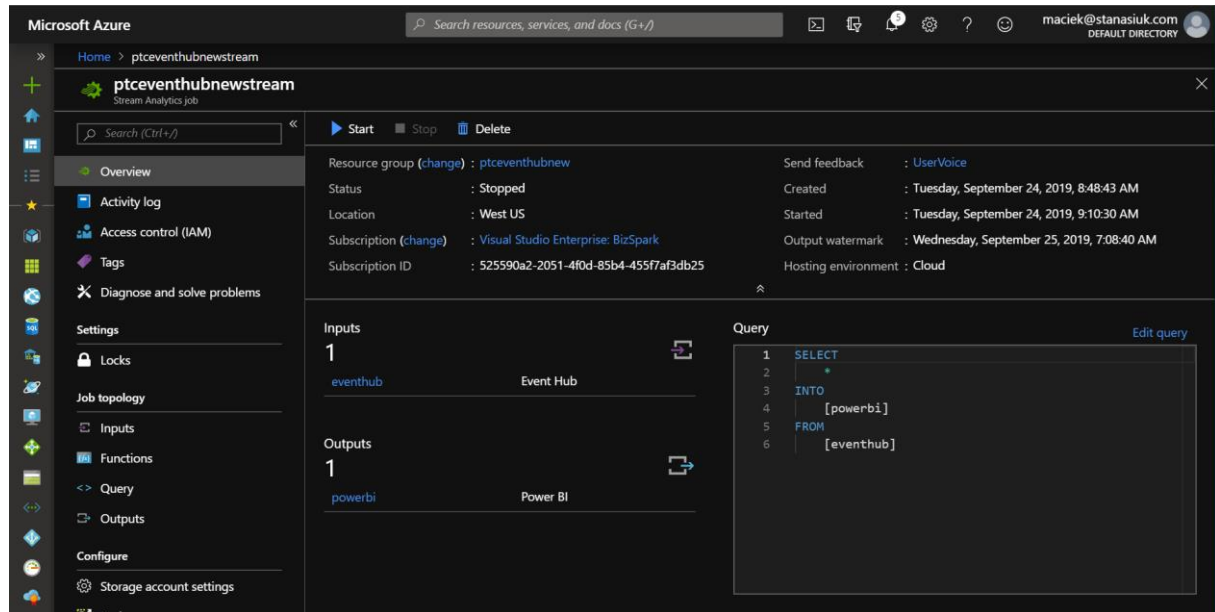 Microsoft Azure
Search resources, services, and docs (G+/)
5
maciek@stanasiuk.com
DEFAULT DIRECTORY
Home > ptceventhubnewstream
ptceventhubnewstream
Stream Analytics job
Search (Ctrl+/)
Overview
Activity log
Access control (IAM)
Tags
Diagnose and solve problems
Settings
Locks
Job topology
Inputs
Functions
Query
Outputs
Configure
Storage account settings
Start Stop Delete
Resource group (change) : ptceventhubnew
Status : Stopped
Location : West US
Subscription (change) : Visual Studio Enterprise: BizSpark
Subscription ID : 525590a2-2051-4f0d-85b4-455f7af3db25
Send feedback : UserVoice
Created : Tuesday, September 24, 2019, 8:48:43 AM
Started : Tuesday, September 24, 2019, 9:10:30 AM
Output watermark : Wednesday, September 25, 2019, 7:08:40 AM
Hosting environment : Cloud
Inputs
1
eventhub Event Hub
Outputs
1
powerbi Power BI
Query
Edit query
1 SELECT
2 *
3 INTO
4 [powerbi]
5 FROM
6 [eventhub]